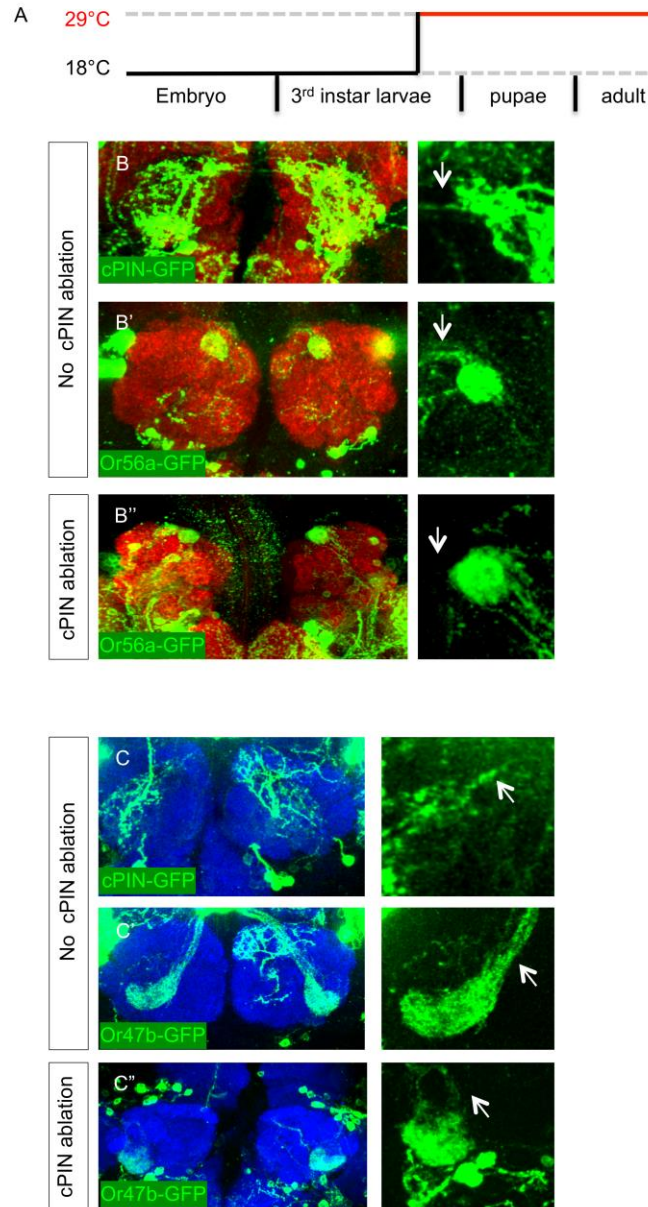 A
29°C
18°C
Embryo 3rd instar larvae pupae adult
No cPIN ablation
B
cPIN-GFP
B'
Or56a-GFP
cPIN ablation
B''
Or56a-GFP
No cPIN ablation
C
cPIN-GFP
C'
Or47b-GFP
cPIN ablation
C''
Or47b-GFP